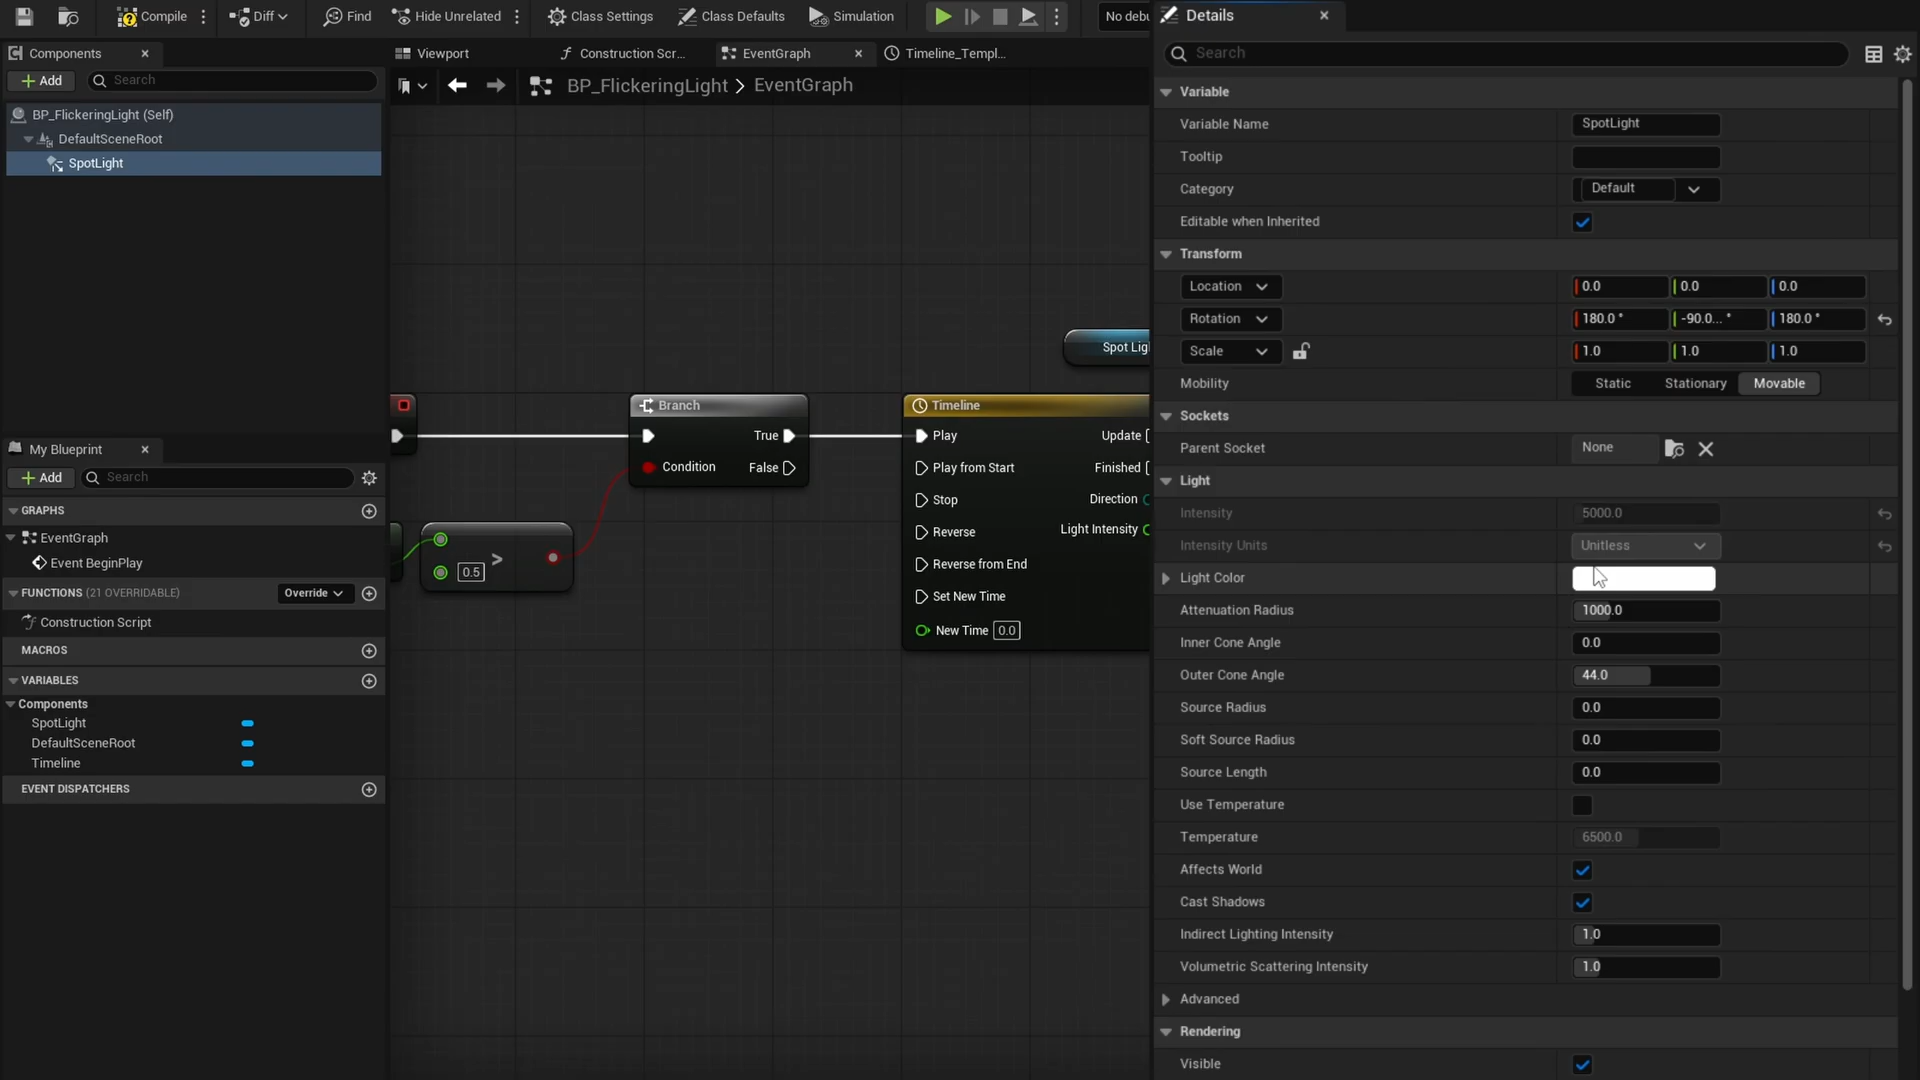 Compile
Diff
Find
Hide Unrelated
Class Settings
Class Defaults
Simulation
No debu
Details
Components
Viewport
Construction Scr...
EventGraph
Timeline_Templ...
Search
Add
Search
BP_FlickeringLight > EventGraph
BP_FlickeringLight (Self)
DefaultSceneRoot
SpotLight
My Blueprint
Add
Search
GRAPHS
EventGraph
Event BeginPlay
FUNCTIONS (21 OVERRIDABLE)
Override
Construction Script
MACROS
VARIABLES
Components
SpotLight
DefaultSceneRoot
Timeline
EVENT DISPATCHERS
Spot Lig
Branch
True
Condition
False
>
0.5
Timeline
Play
Update
Play from Start
Finished
Stop
Direction
Reverse
Light Intensity
Reverse from End
Set New Time
New Time 0.0
Variable
Variable Name
SpotLight
Tooltip
Category
Default
Editable when Inherited
Transform
Location
0.0
0.0
0.0
Rotation
180.0 °
-90.0... °
180.0 °
Scale
1.0
1.0
1.0
Mobility
Static
Stationary
Movable
Sockets
Parent Socket
None
Light
Intensity
5000.0
Intensity Units
Unitless
Light Color
Attenuation Radius
1000.0
Inner Cone Angle
0.0
Outer Cone Angle
44.0
Source Radius
0.0
Soft Source Radius
0.0
Source Length
0.0
Use Temperature
Temperature
6500.0
Affects World
Cast Shadows
Indirect Lighting Intensity
1.0
Volumetric Scattering Intensity
1.0
Advanced
Rendering
Visible